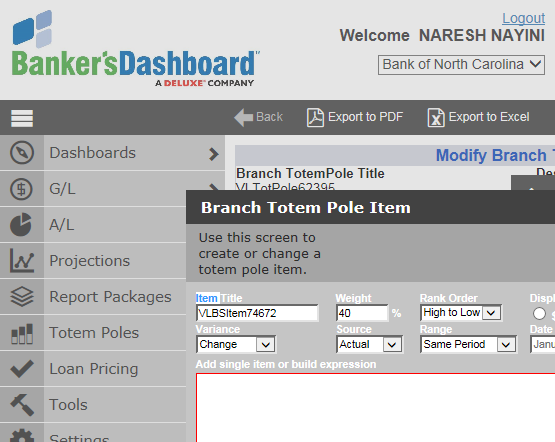 Logout
Welcome NARESH NAYINI
Banker'sDashboard™
A DELUXE® COMPANY
Bank of North Carolina
Back
Export to PDF
Export to Excel
Dashboards
G/L
A/L
Projections
Report Packages
Totem Poles
Loan Pricing
Tools
Settings
Modify Branch
Branch TotemPole Title
VLTotPole62395
Branch Totem Pole Item
Use this screen to
create or change a
totem pole item.
Item Title Weight Rank Order Displ
VLBSItem74672 40 % High to Low
Variance Source Range Date
Change Actual Same Period Janu
Add single item or build expression